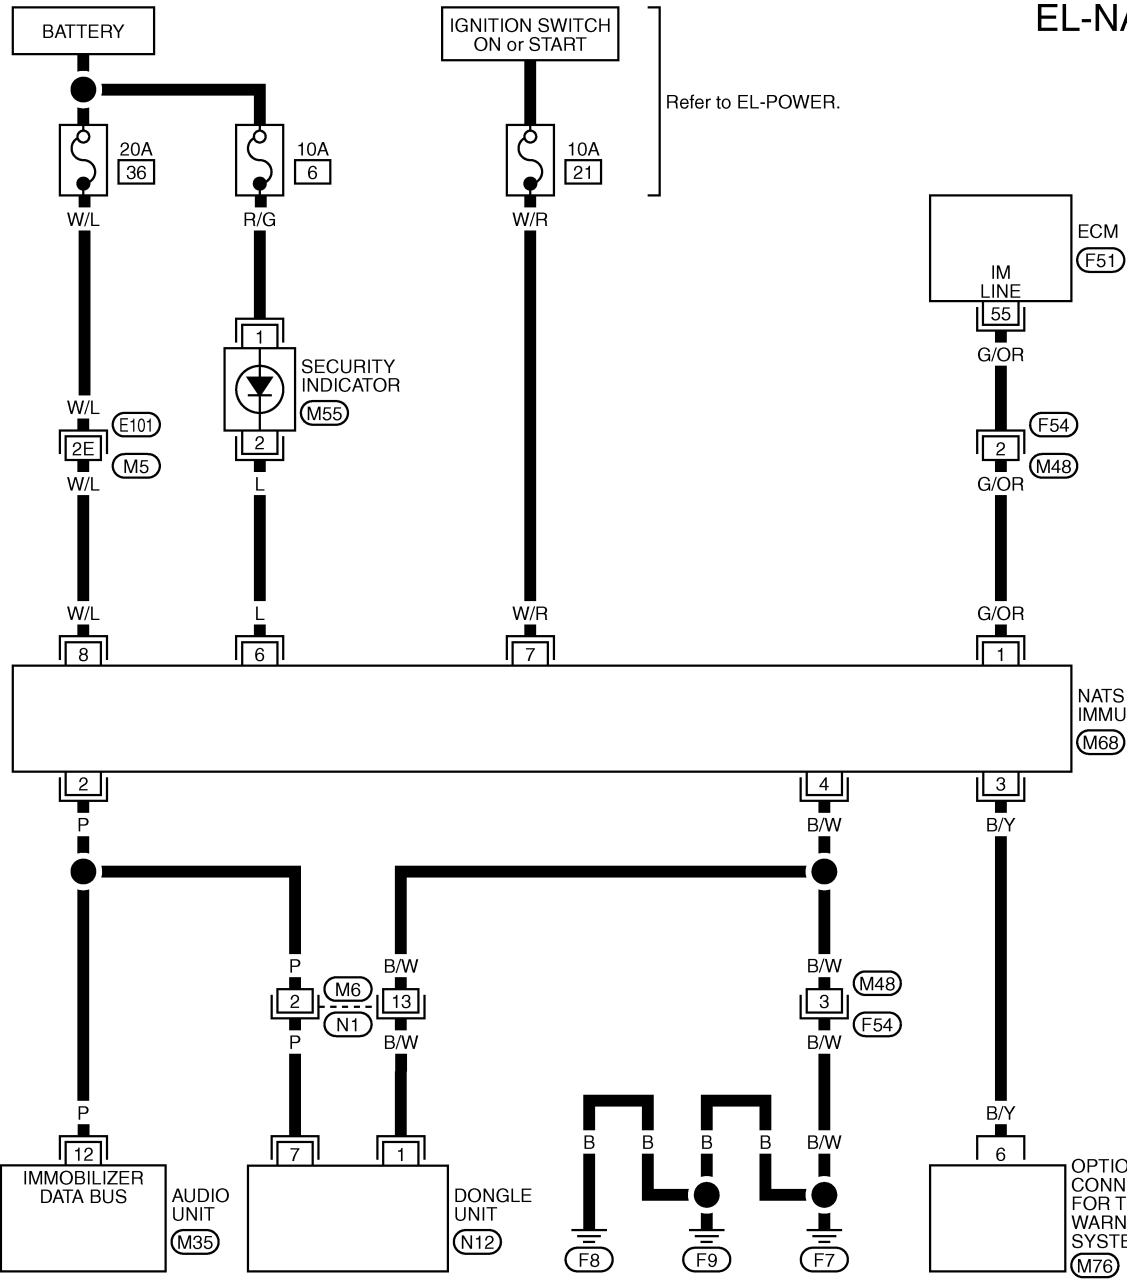 EL-NA
BATTERY
IGNITION SWITCH
ON or START
Refer to EL-POWER.
20A
36
10A
6
10A
21
W/L
R/G
W/R
ECM
F51
IM
LINE
55
G/OR
1
SECURITY
INDICATOR
M55
2
W/L
E101
2E
M5
W/L
L
F54
2
M48
G/OR
W/L
L
W/R
G/OR
8
6
7
1
NATS
IMMU
M68
2
4
3
P
B/W
B/Y
P
B/W
B/W
2
M6
N1
13
3
M48
F54
P
B/W
B/W
P
B
B
B
B
B/W
B/Y
12
7
1
6
IMMOBILIZER
DATA BUS
AUDIO
UNIT
M35
DONGLE
UNIT
N12
F8
F9
F7
OPTIO
CONN
FOR T
WARN
SYSTE
M76